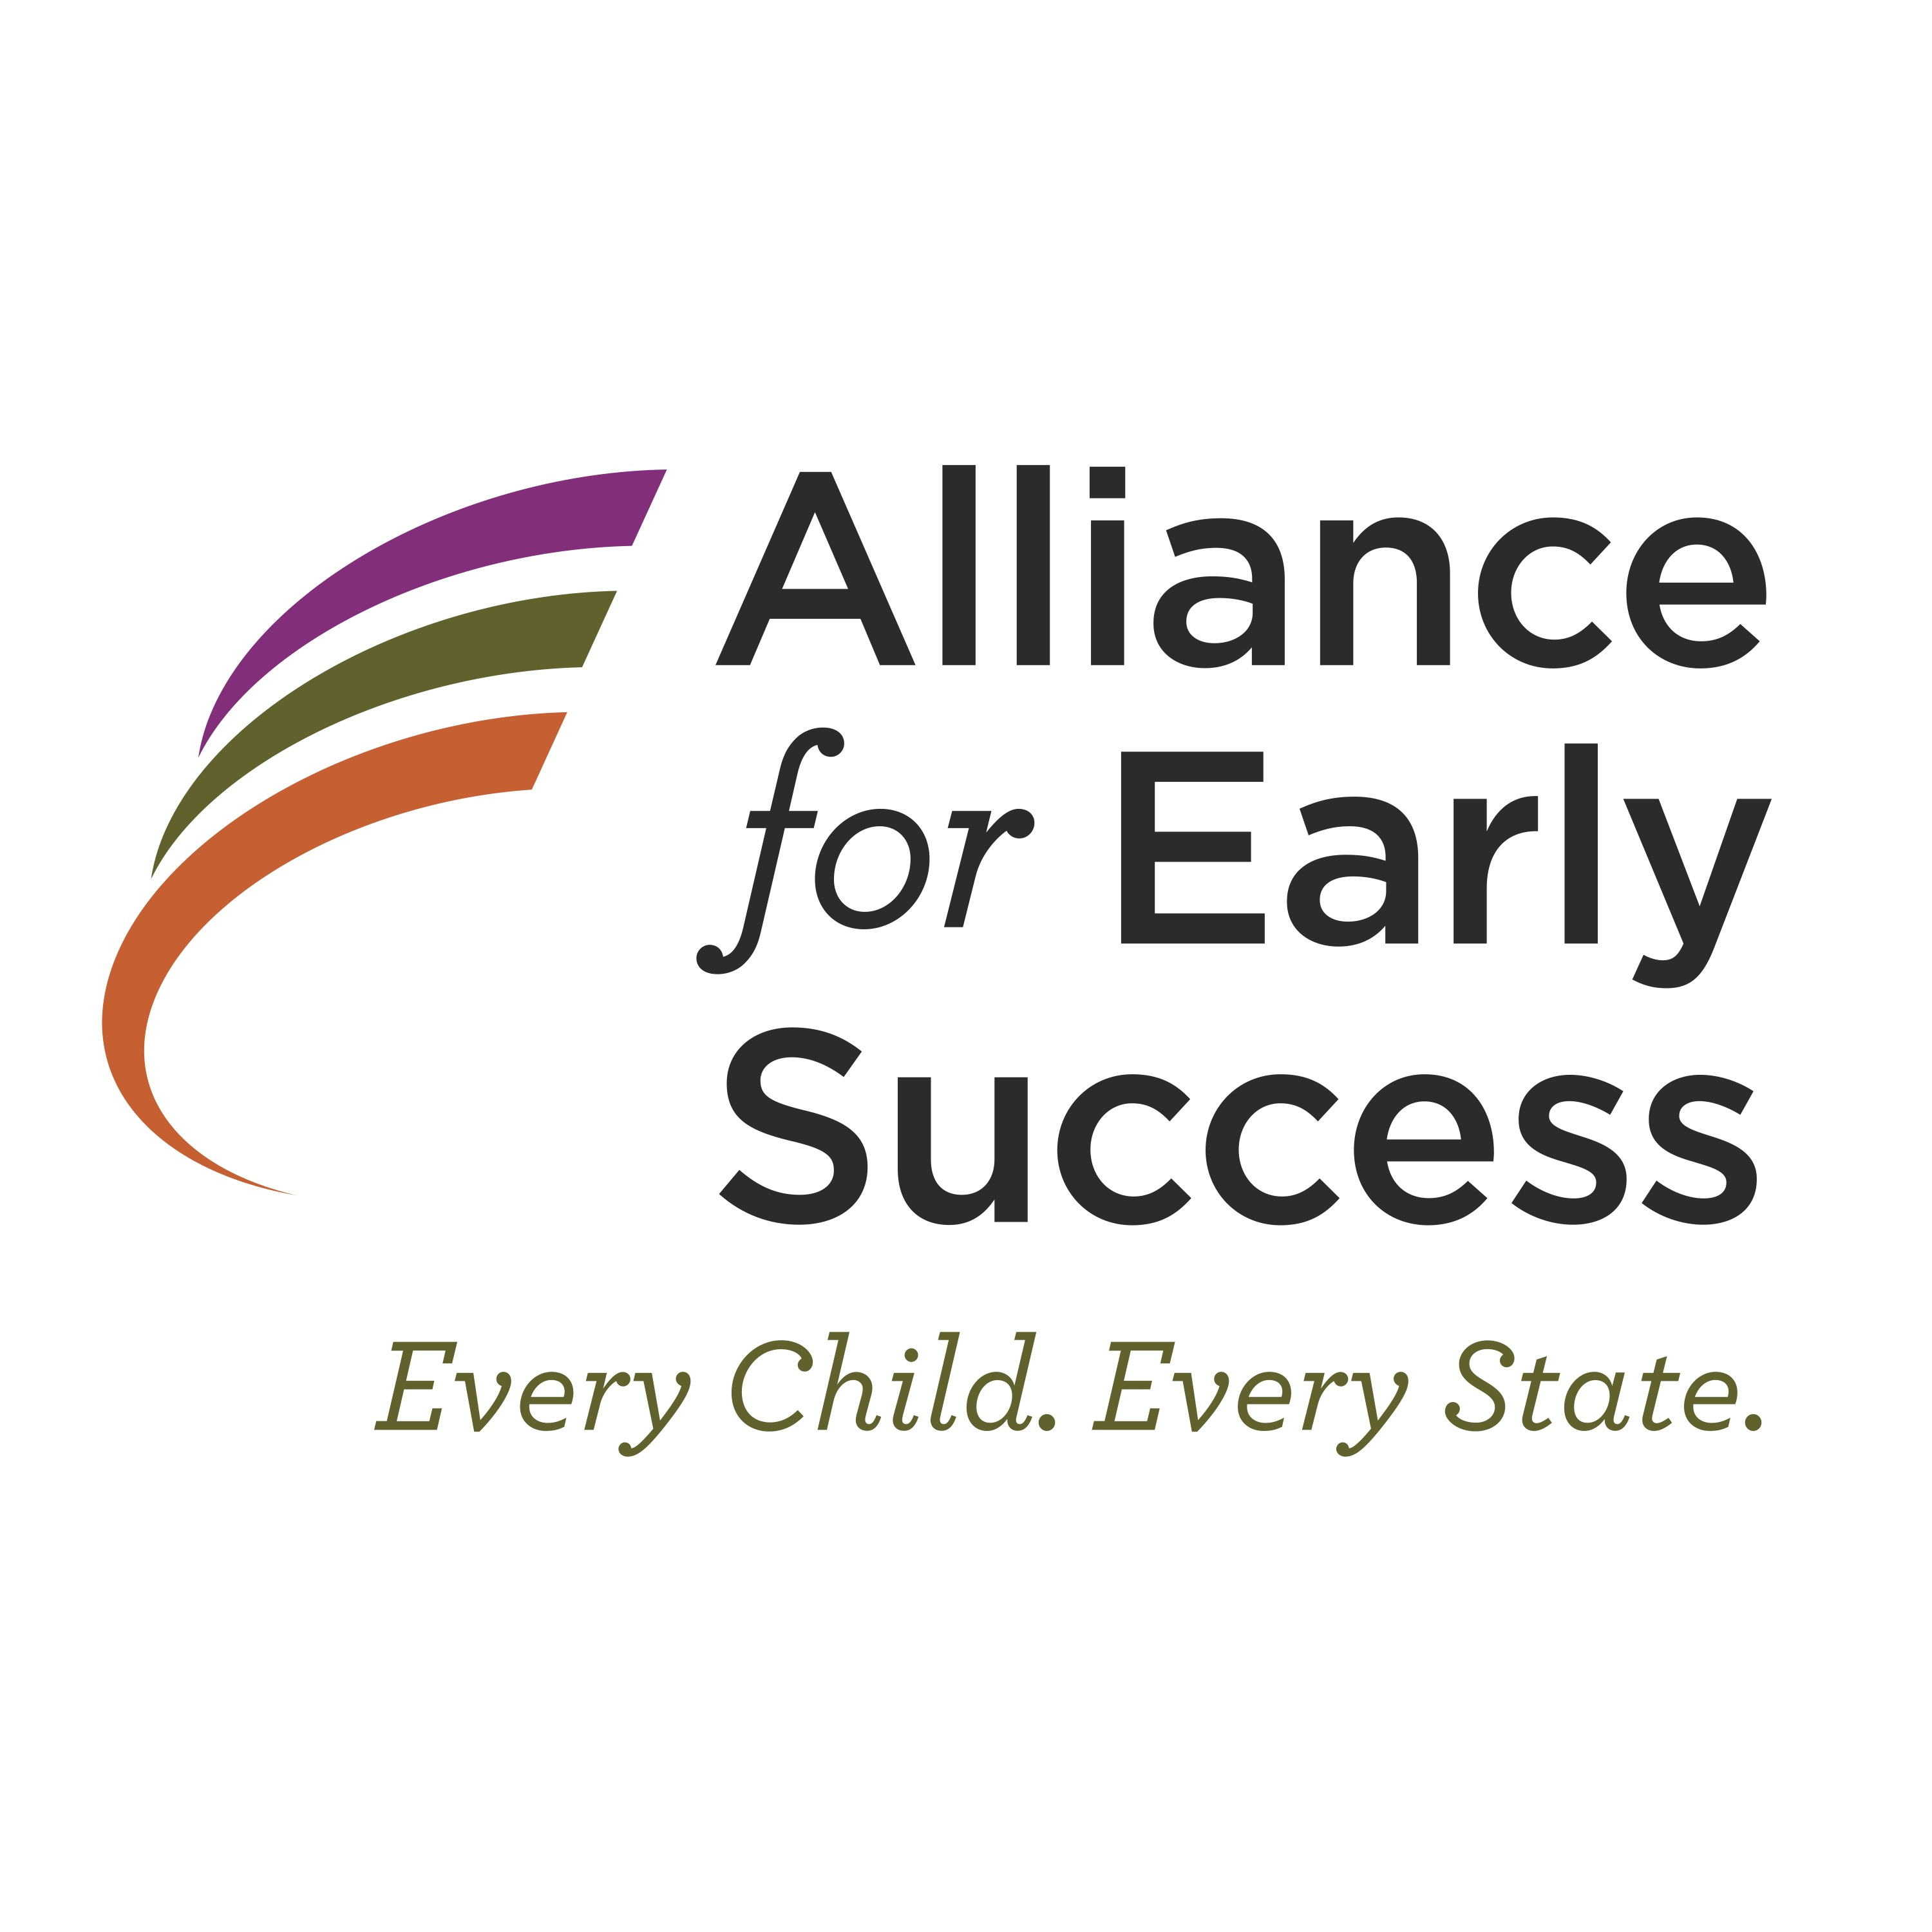 Alliance
for Early
Success
Every Child. Every State.